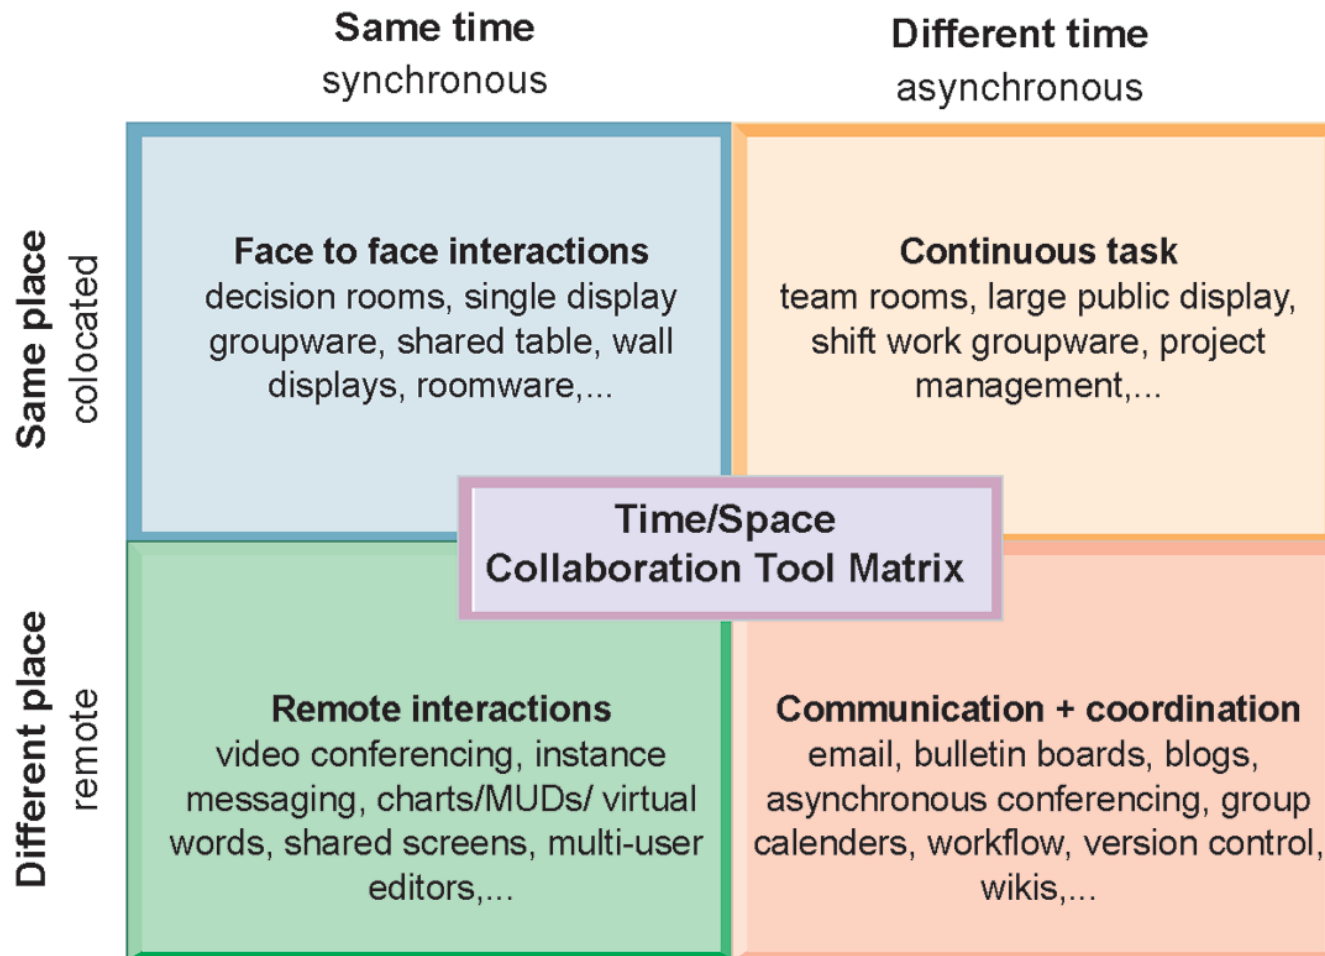 Same time
synchronous
Different time
asynchronous
Same place
colocated
Face to face interactions
decision rooms, single display
groupware, shared table, wall
displays, roomware,...
Continuous task
team rooms, large public display,
shift work groupware, project
management,...
Time/Space
Collaboration Tool Matrix
Different place
remote
Remote interactions
video conferencing, instance
messaging, charts/MUDs/ virtual
words, shared screens, multi-user
editors,...
Communication + coordination
email, bulletin boards, blogs,
asynchronous conferencing, group
calenders, workflow, version control,
wikis,...